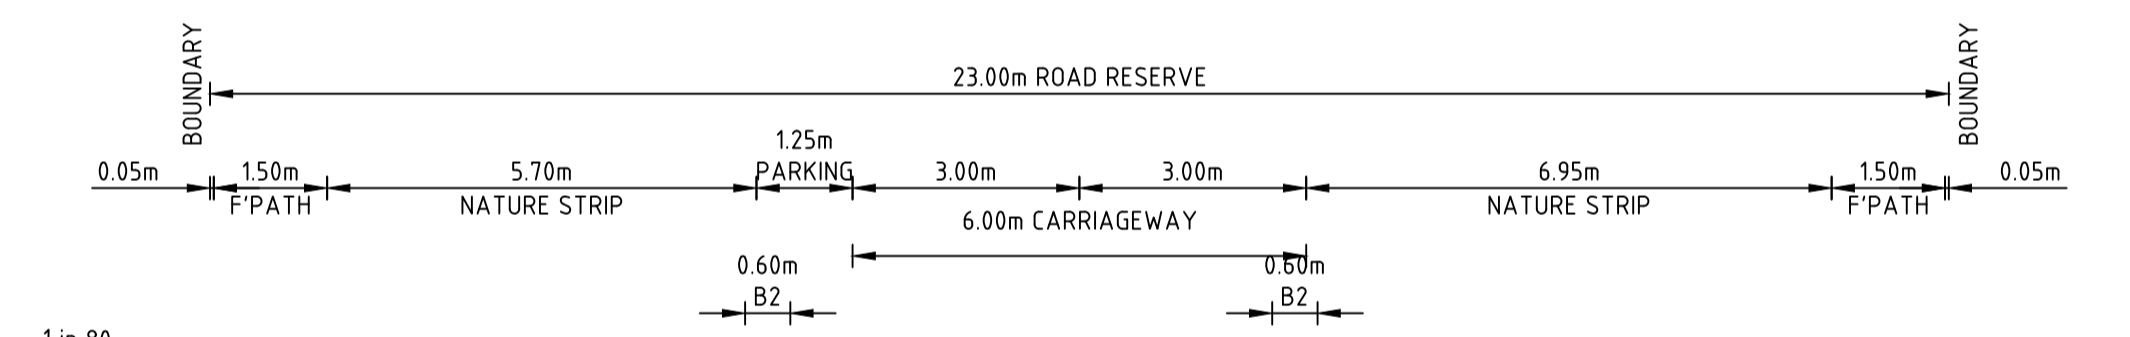 BOUNDARY
BOUNDARY
23.00m ROAD RESERVE
1.25m
0.05m 1.50m 5.70m PARKING 3.00m 3.00m 6.95m 1.50m 0.05m
F'PATH NATURE STRIP NATURE STRIP F'PATH
6.00m CARRIAGEWAY
0.60m 0.60m
B2 B2